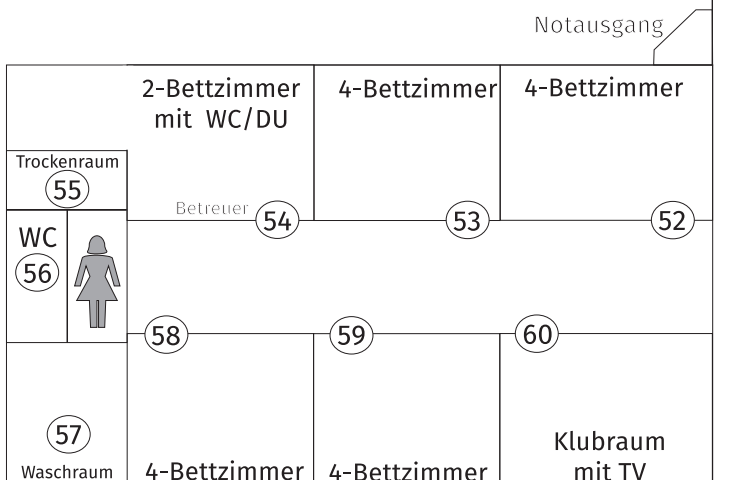 Notausgang
2-Bettzimmer
mit WC/DU
4-Bettzimmer
4-Bettzimmer
Trockenraum
55
Betreuer
54
53
52
WC
56
58
59
60
57
Waschraum
4-Bettzimmer
4-Bettzimmer
Klubraum
mit TV